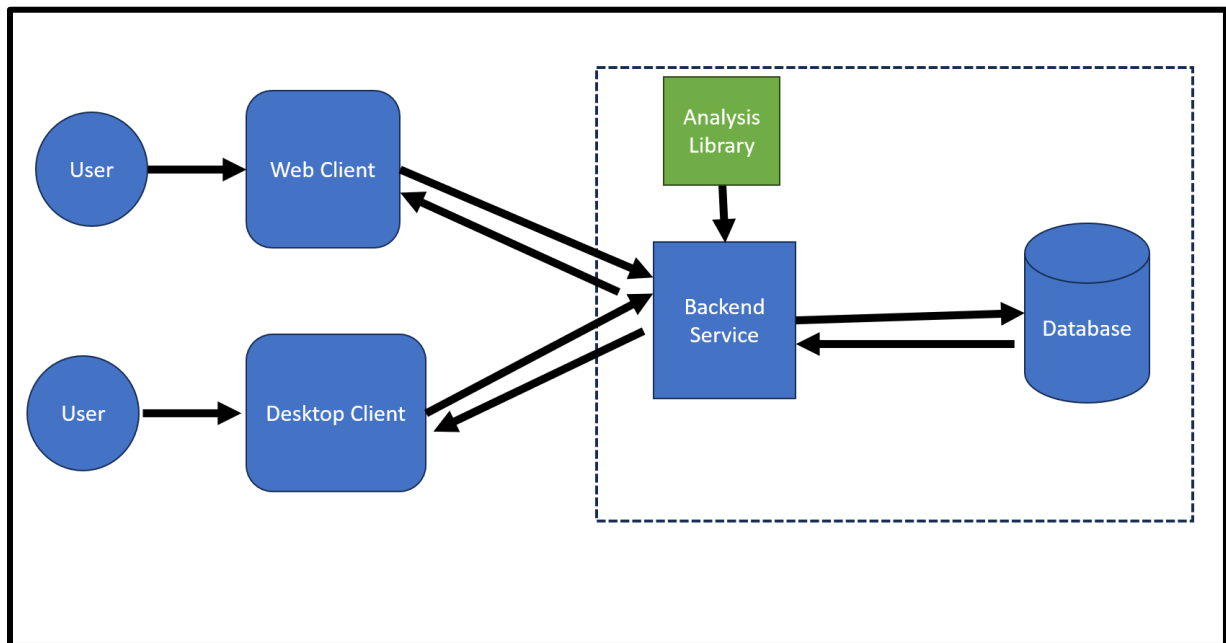 User
Web Client
Analysis
Library
Backend
Service
Database
User
Desktop Client